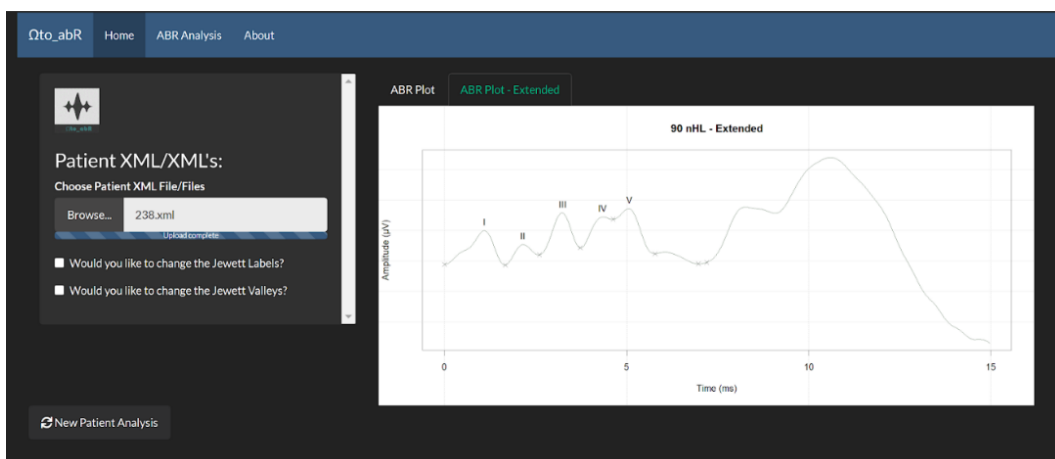 Ωto_abR Home ABR Analysis About
Ωto_abR
Patient XML/XML's:
Choose Patient XML File/Files
Browse... 238.xml
Upload complete
Would you like to change the Jewett Labels?
Would you like to change the Jewett Valleys?
New Patient Analysis
ABR Plot ABR Plot - Extended
90 nHL - Extended
Amplitude (µV)
I II III IV V
0 5 10 15
Time (ms)